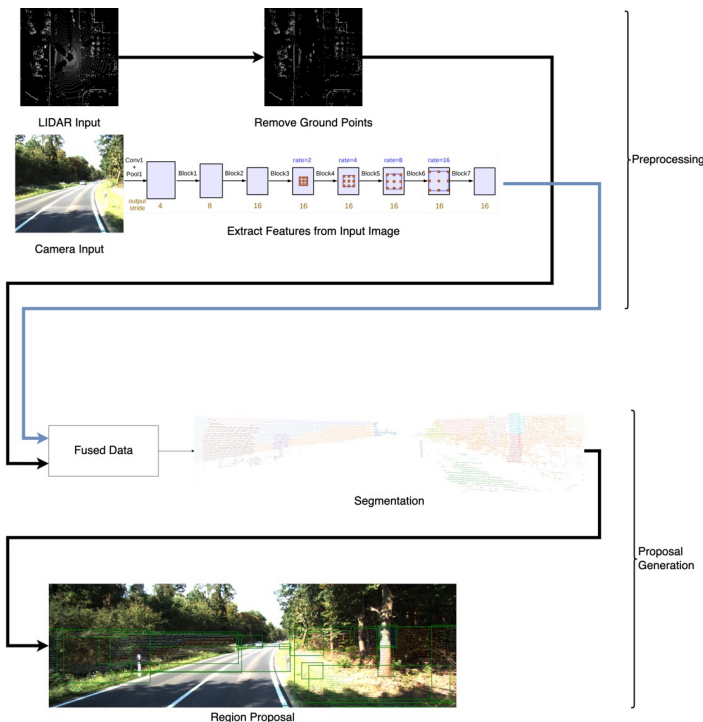 LIDAR Input
Remove Ground Points
Preprocessing
Conv1
+
Pool1
Block1
Block2
Block3
rate=2
Block4
rate=4
Block5
rate=8
Block6
rate=16
Block7
output
stride
4
8
16
16
16
16
16
16
Camera Input
Extract Features from Input Image
Fused Data
Segmentation
Proposal
Generation
Region Proposal